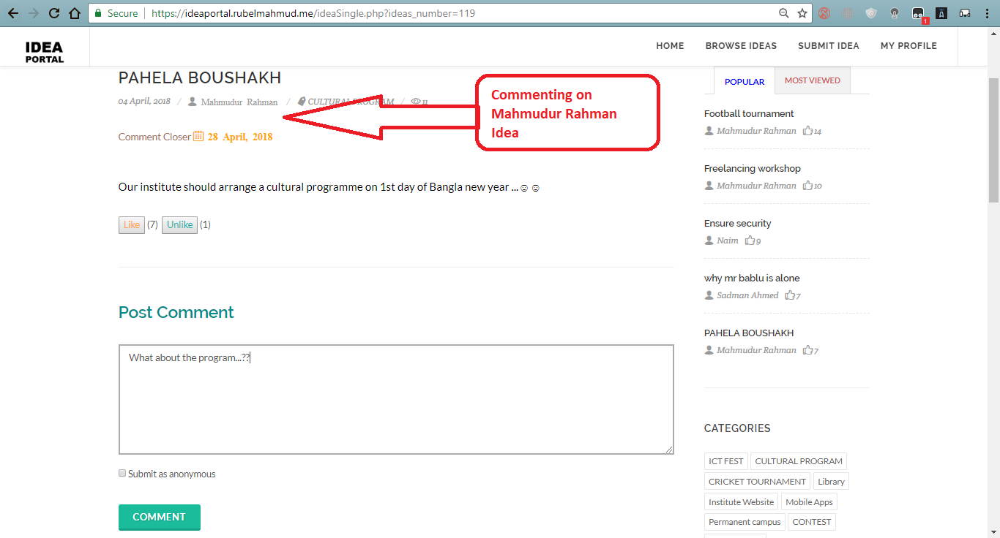 Secure https://ideaportal.rubelmahmud.me/ideaSingle.php?ideas_number=119
1
IDEA
PORTAL
HOME BROWSE IDEAS SUBMIT IDEA MY PROFILE
PAHELA BOUSHAKH
04 April, 2018 / Mahmudur Rahman / CULTURAL PROGRAM / 11
Comment Closer 28 April, 2018
Commenting on
Mahmudur Rahman
Idea
Our institute should arrange a cultural programme on 1st day of Bangla new year ...☺ ☺
Like (7) Unlike (1)
Post Comment
What about the program...??
Submit as anonymous
COMMENT
POPULAR MOST VIEWED
Football tournament
Mahmudur Rahman 14
Freelancing workshop
Mahmudur Rahman 10
Ensure security
Naim 9
why mr bablu is alone
Sadman Ahmed 7
PAHELA BOUSHAKH
Mahmudur Rahman 7
CATEGORIES
ICT FEST CULTURAL PROGRAM
CRICKET TOURNAMENT Library
Institute Website Mobile Apps
Permanent campus CONTEST